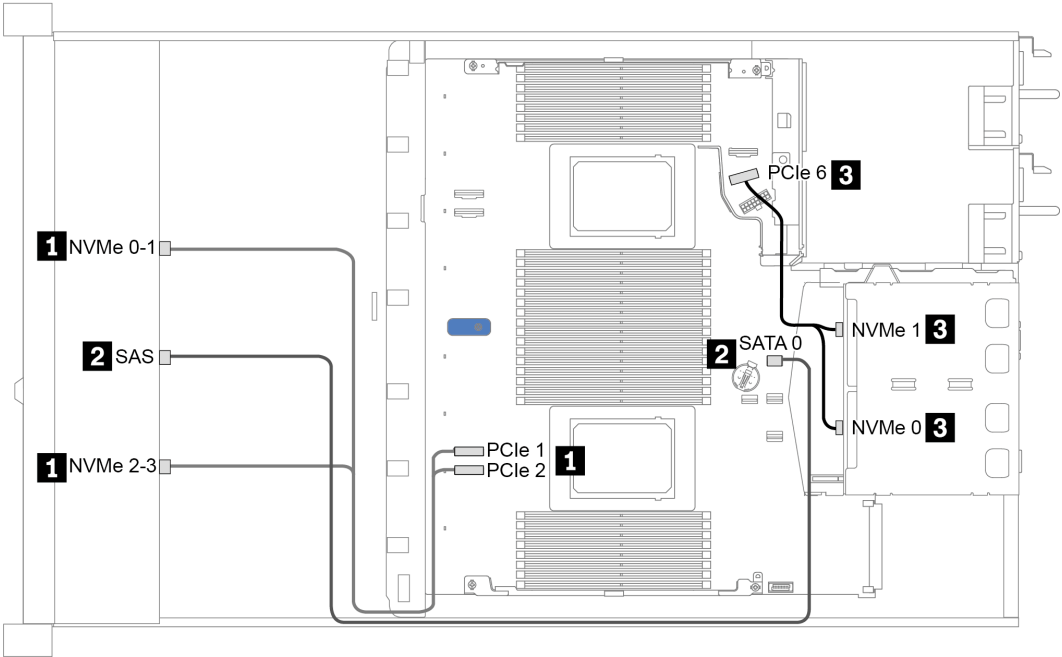 PCIe 6 3
1 NVMe 0-1
NVMe 1 3
2 SATA 0
2 SAS
NVMe 0 3
PCIe 1
1
PCIe 2
1 NVMe 2-3